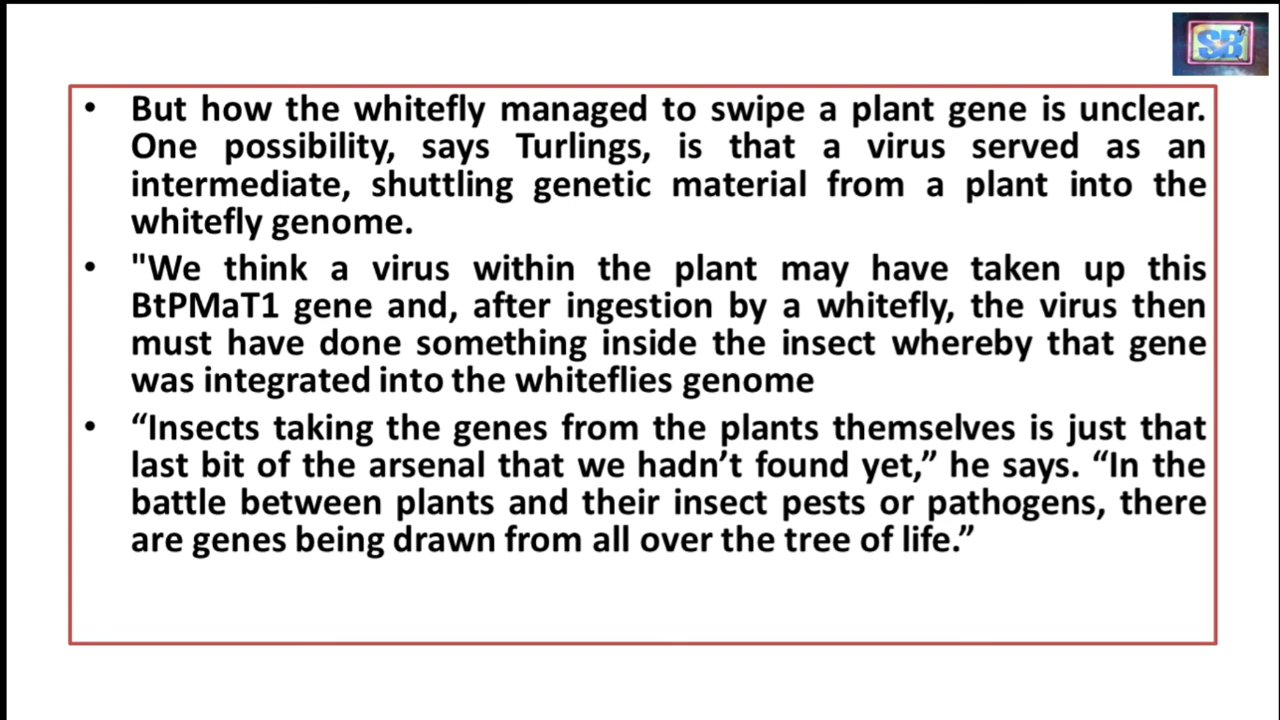 SB
• But how the whitefly managed to swipe a plant gene is unclear.
One possibility, says Turlings, is that a virus served as an
intermediate, shuttling genetic material from a plant into the
whitefly genome.
• "We think a virus within the plant may have taken up this
BtPMaT1 gene and, after ingestion by a whitefly, the virus then
must have done something inside the insect whereby that gene
was integrated into the whiteflies genome
• “Insects taking the genes from the plants themselves is just that
last bit of the arsenal that we hadn’t found yet,” he says. “In the
battle between plants and their insect pests or pathogens, there
are genes being drawn from all over the tree of life.”